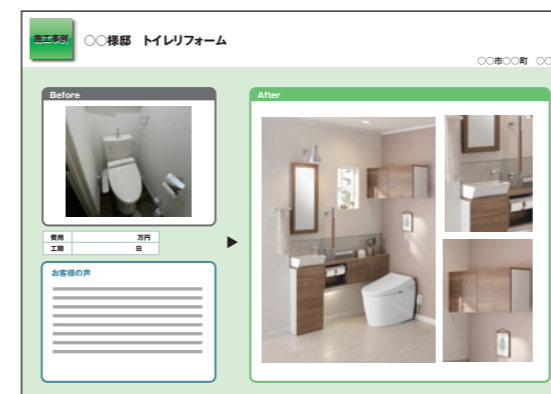 施工事例
○○様邸 トイレリフォーム
○○市○○町 ○○
Before
After
費用 万円
工期 日
お客様の声